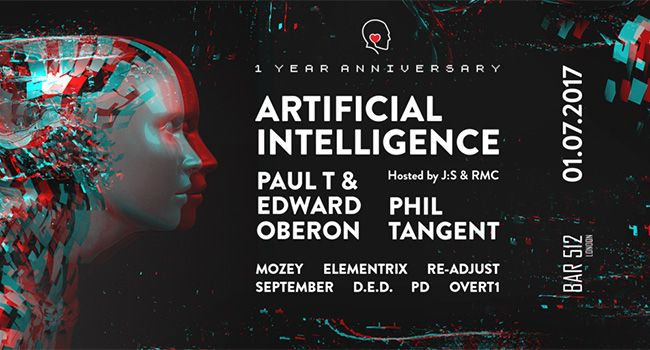 1 YEAR ANNIVERSARY
ARTIFICIAL
INTELLIGENCE
PAUL T &
EDWARD
OBERON
Hosted by J:S & RMC
PHIL
TANGENT
MOZEY ELEMENTRIX RE-ADJUST
SEPTEMBER D.E.D. PD OVERT1
01.07.2017
BAR 512
LONDON